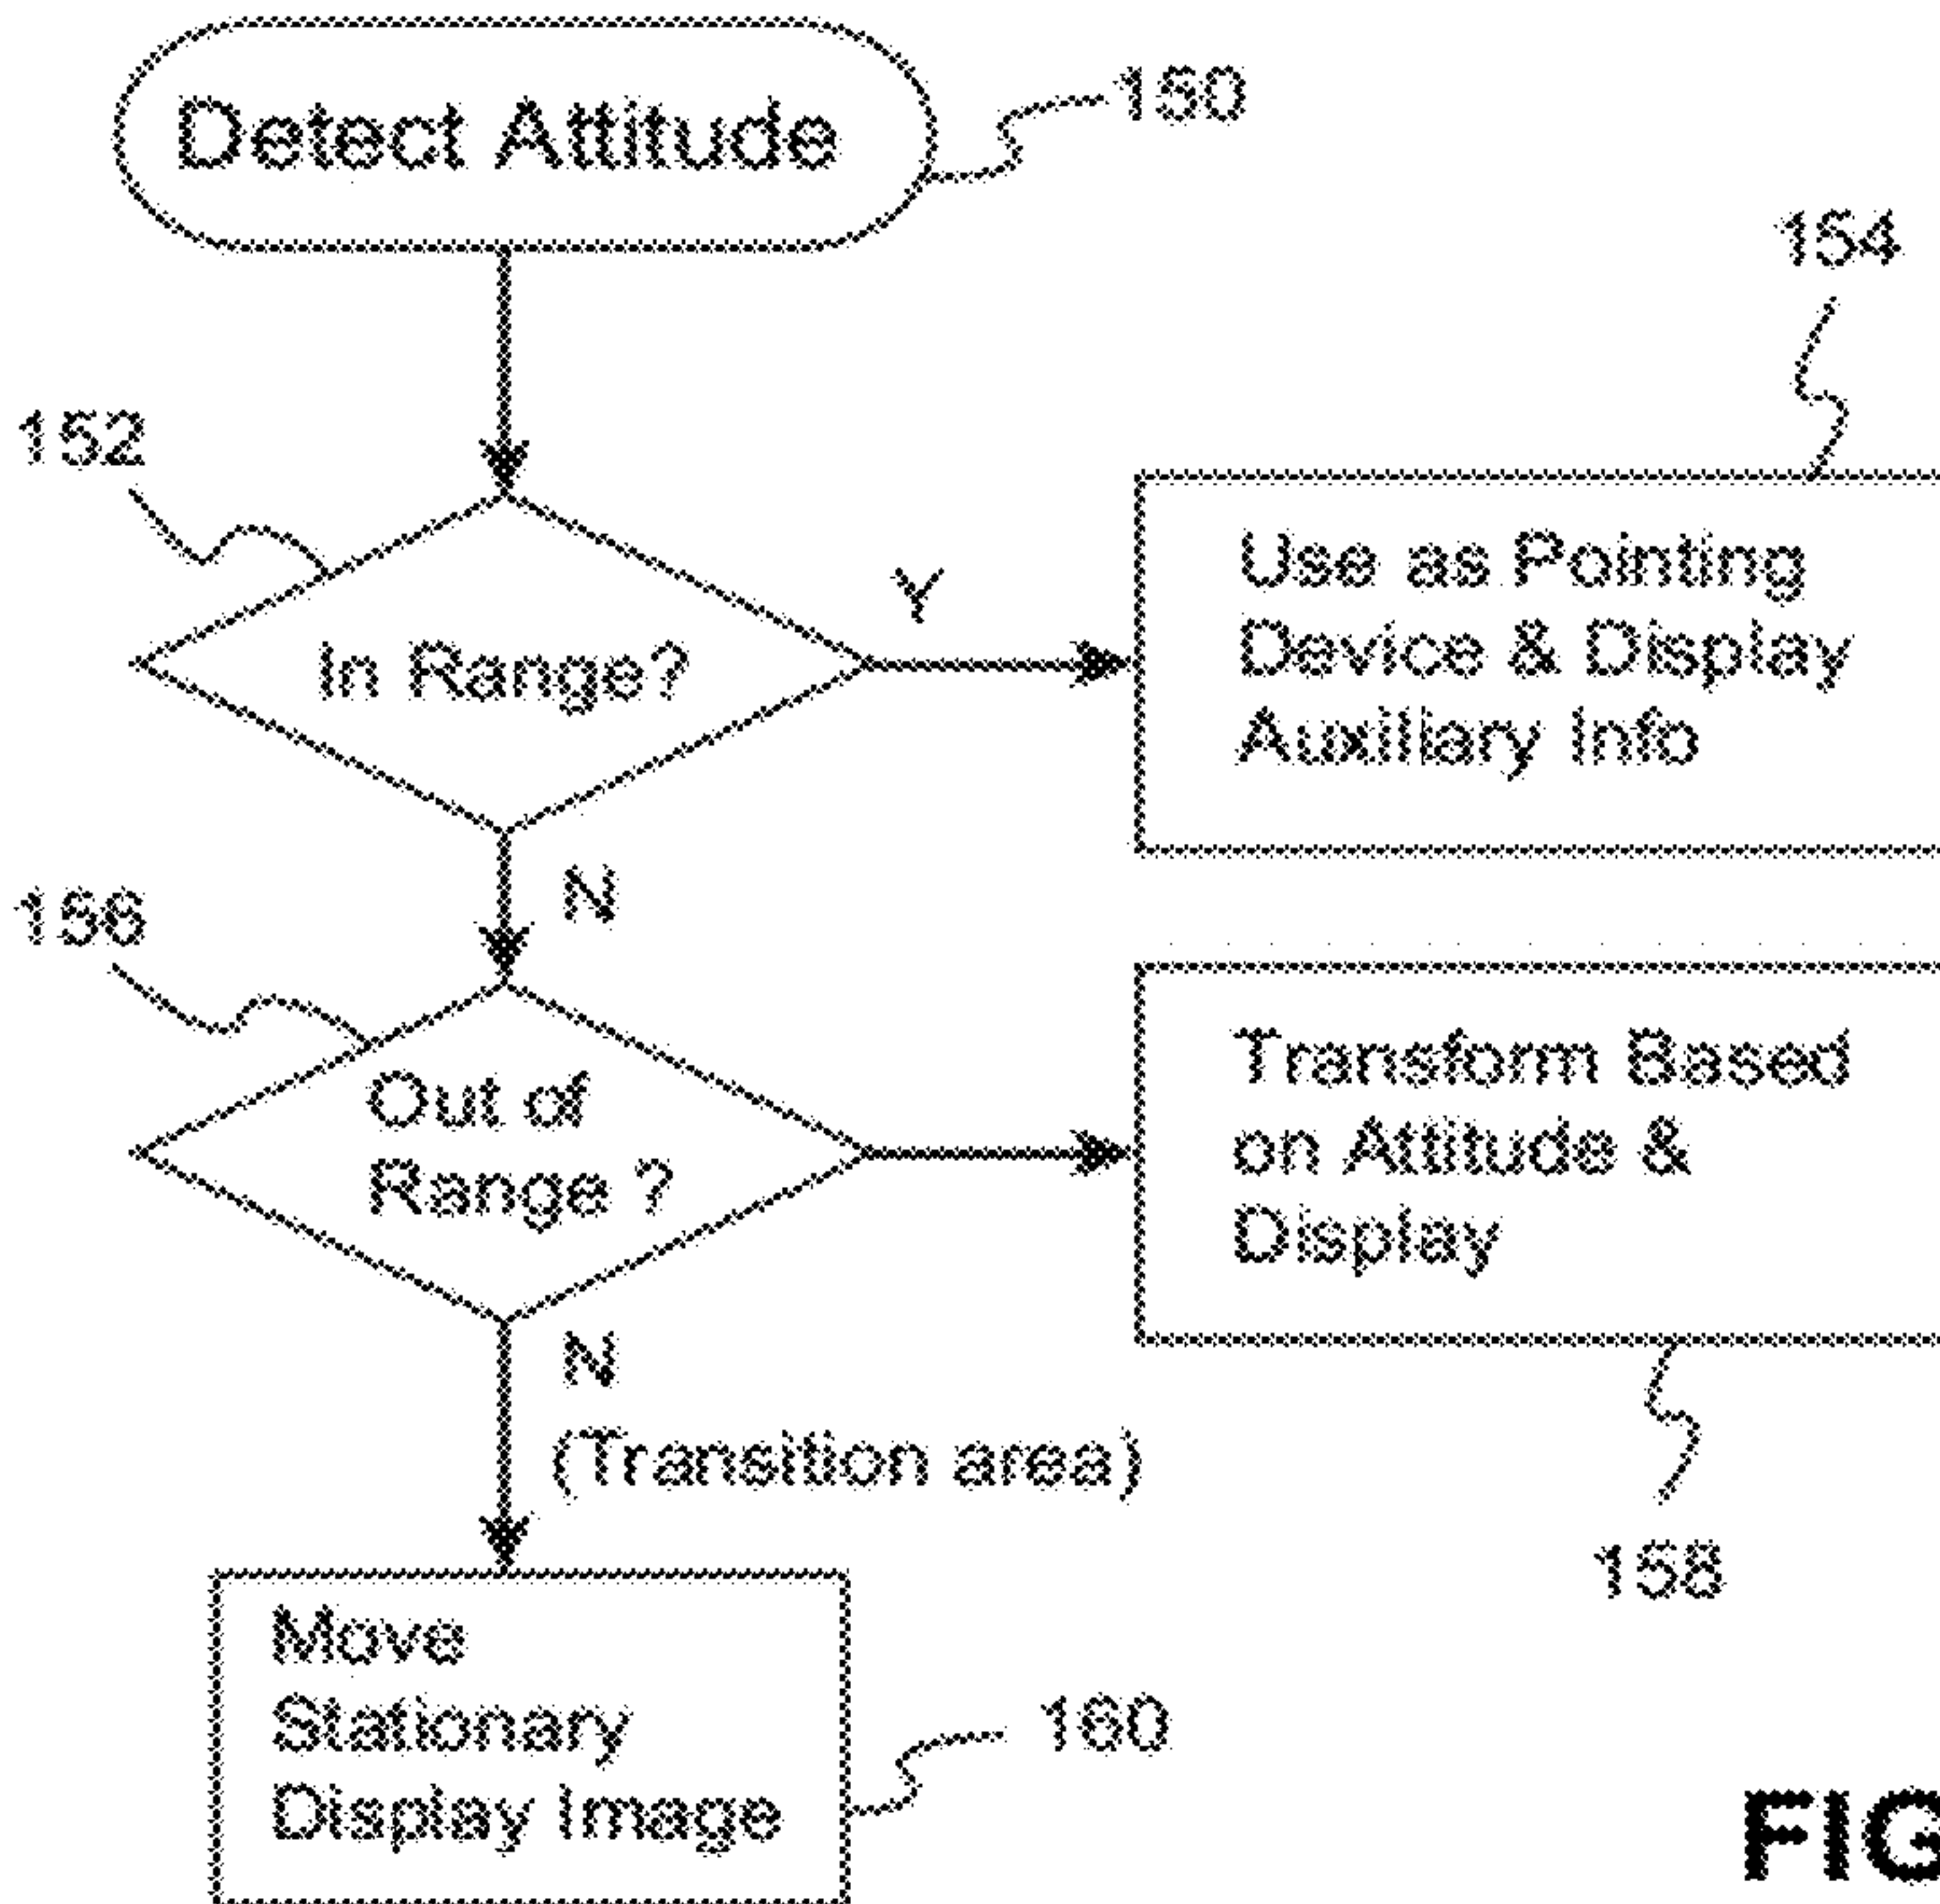 Detect Attitude
150
154
152
In Range?
Y
Use as Pointing
Device & Display
Auxillary Info
N
156
Out of
Range ?
Transform Based
on Attitude &
Display
N
(Transition area)
158
Move
Stationary
Display Image
160
FIG